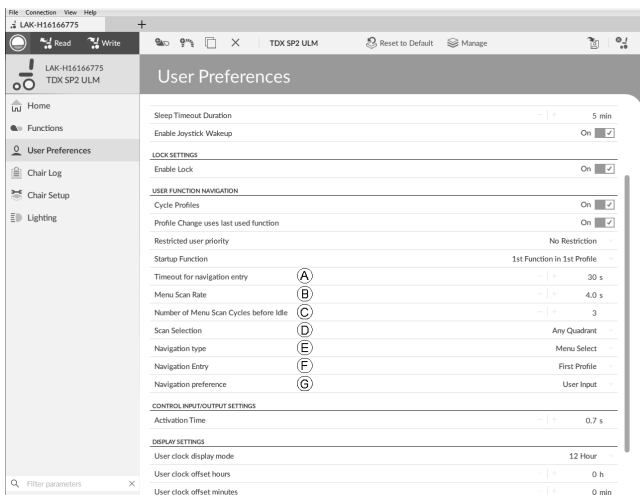 File Connection View Help
LAK-H16166775 +
Read Write TDX SP2 ULM Reset to Default Manage
LAK-H16166775
TDX SP2 ULM
User Preferences
Home
Functions
User Preferences
Chair Log
Chair Setup
Lighting
Filter parameters
Sleep Timeout Duration - + 5 min
Enable Joystick Wakeup On
LOCK SETTINGS
Enable Lock On
USER FUNCTION NAVIGATION
Cycle Profiles On
Profile Change uses last used function On
Restricted user priority No Restriction
Startup Function 1st Function in 1st Profile
Timeout for navigation entry A - + 30 s
Menu Scan Rate B - + 4.0 s
Number of Menu Scan Cycles before Idle C - + 3
Scan Selection D Any Quadrant
Navigation type E Menu Select
Navigation Entry F First Profile
Navigation preference G User Input
CONTROL INPUT/OUTPUT SETTINGS
Activation Time - + 0.7 s
DISPLAY SETTINGS
User clock display mode 12 Hour
User clock offset hours - + 0 h
User clock offset minutes - + 0 min